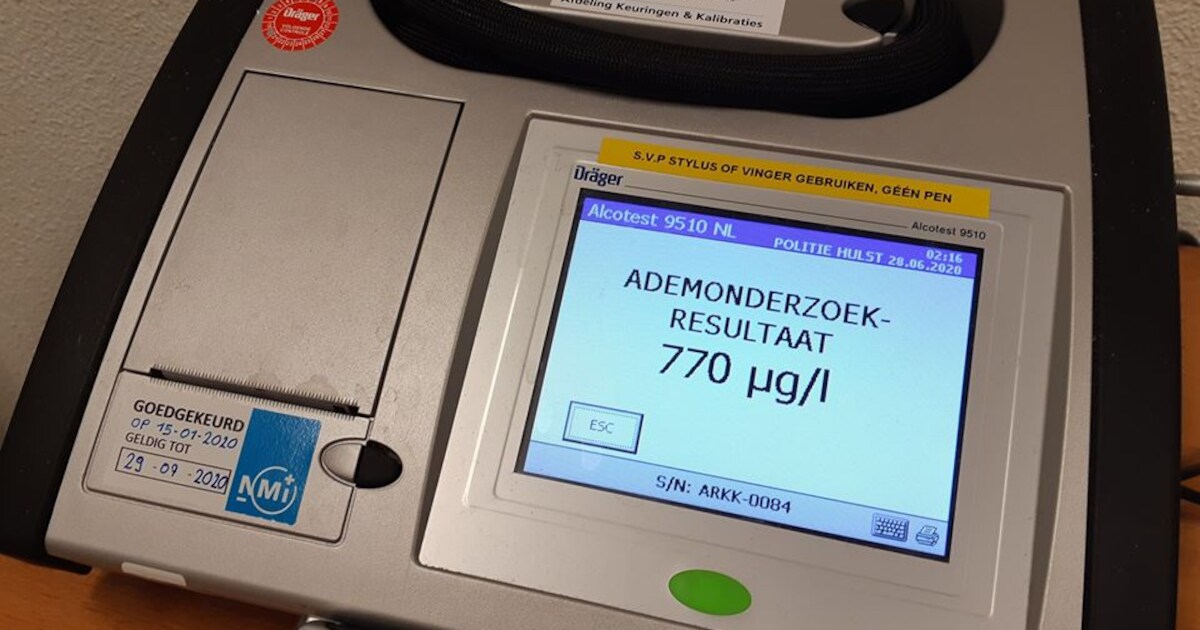 Afdeling Keuringen & Kalibraties
Dräger
S.V.P STYLUS OF VINGER GEBRUIKEN, GÉÉN PEN
Dräger
Alcotest 9510
Alcotest 9510 NL
02:16
POLITIE HULST 28.06.2020
ADEMONDERZOEK-
RESULTAAT
770 µg/l
ESC
S/N: ARKK-0084
GOEDGEKEURD
OP 15-01-2020
GELDIG TOT
29-07-2020
NMi